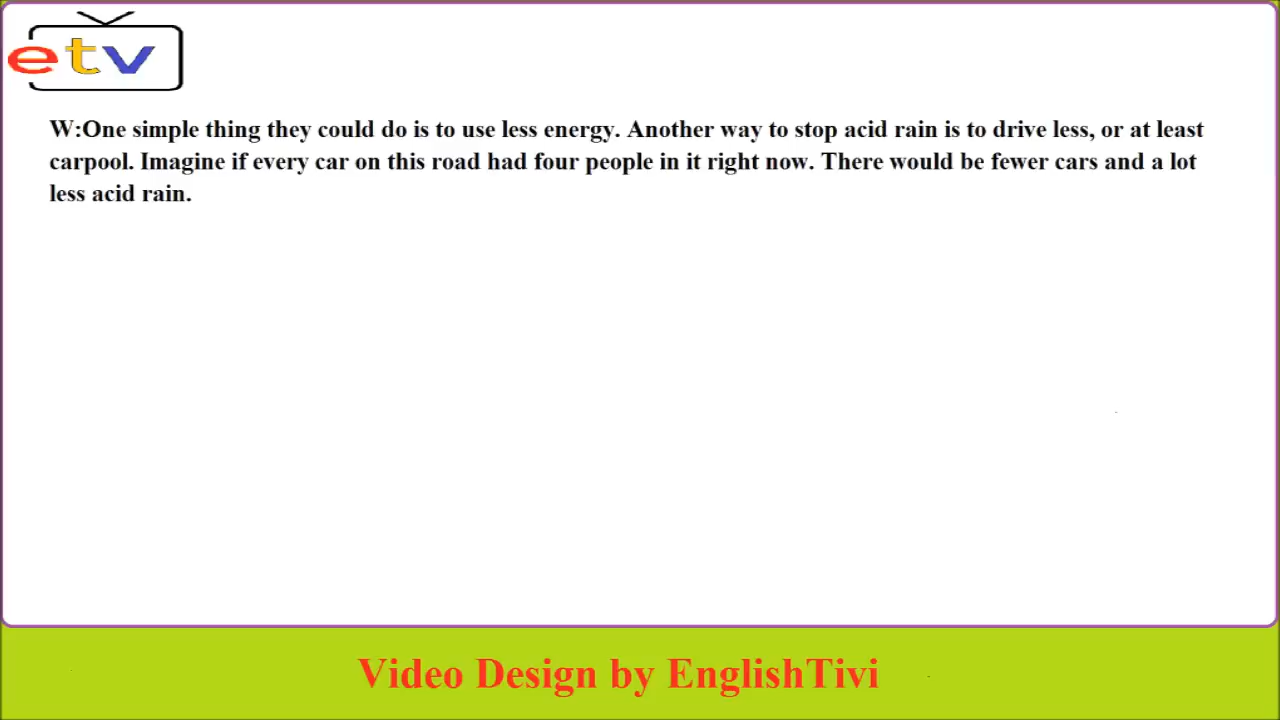 etv
W:One simple thing they could do is to use less energy. Another way to stop acid rain is to drive less, or at least
carpool. Imagine if every car on this road had four people in it right now. There would be fewer cars and a lot
less acid rain.
Video Design by EnglishTivi